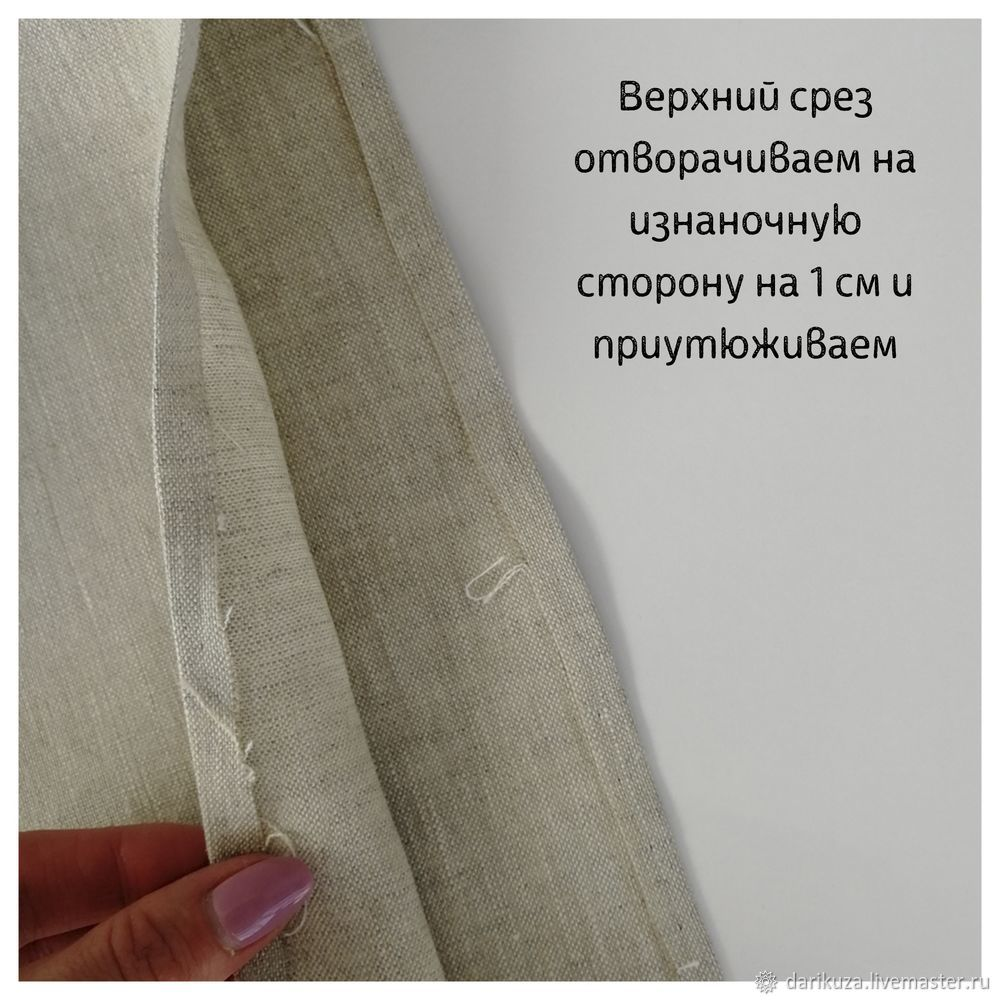 Верхний срез
отворачиваем на
изнаночную
сторону на 1 см и
приутюживаем
darikuza.livemaster.ru